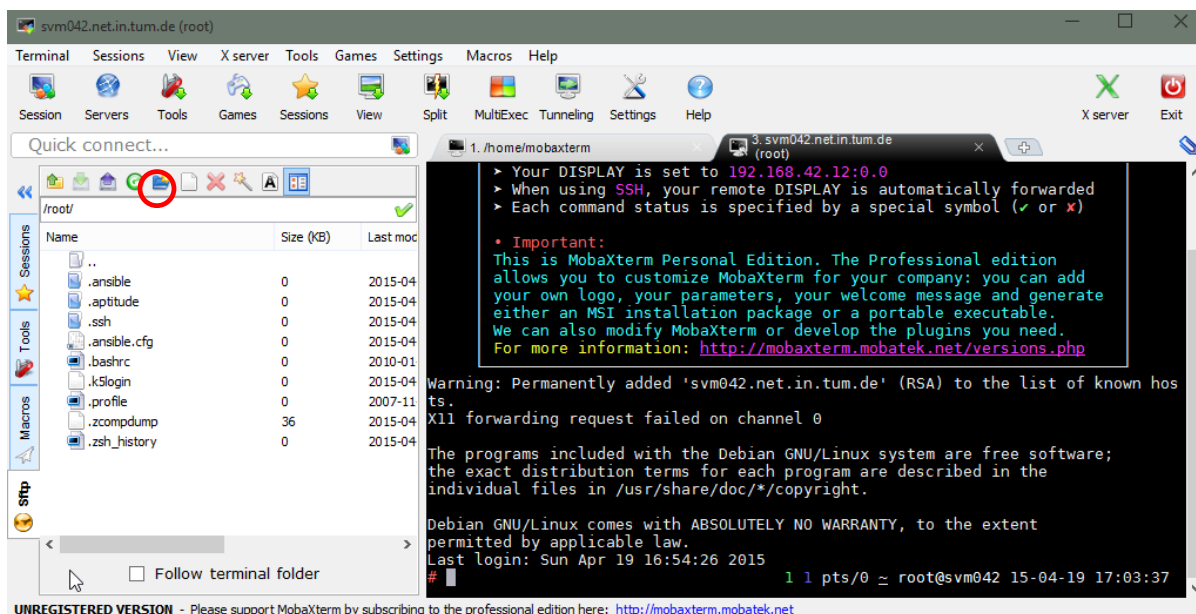 svm042.net.in.tum.de (root)
Terminal Sessions View X server Tools Games Settings Macros Help
Session Servers Tools Games Sessions View Split MultiExec Tunneling Settings Help X server Exit
Quick connect...
1. /home/mobaxterm
3. svm042.net.in.tum.de
(root)
/root/
Name Size (KB) Last mod
..
.ansible 0 2015-04
.aptitude 0 2015-04
.ssh 0 2015-04
.ansible.cfg 0 2015-04
.bashrc 0 2010-01
.k5login 0 2015-04
.profile 0 2007-11
.zcompdump 36 2015-04
.zsh_history 0 2015-04
Sessions
Tools
Macros
Sftp
Follow terminal folder
➤ Your DISPLAY is set to 192.168.42.12:0.0
➤ When using SSH, your remote DISPLAY is automatically forwarded
➤ Each command status is specified by a special symbol (✔ or ✘)
• Important:
This is MobaXterm Personal Edition. The Professional edition
allows you to customize MobaXterm for your company: you can add
your own logo, your parameters, your welcome message and generate
either an MSI installation package or a portable executable.
We can also modify MobaXterm or develop the plugins you need.
For more information: http://mobaxterm.mobatek.net/versions.php
Warning: Permanently added 'svm042.net.in.tum.de' (RSA) to the list of known hos
ts.
X11 forwarding request failed on channel 0
The programs included with the Debian GNU/Linux system are free software;
the exact distribution terms for each program are described in the
individual files in /usr/share/doc/*/copyright.
Debian GNU/Linux comes with ABSOLUTELY NO WARRANTY, to the extent
permitted by applicable law.
Last login: Sun Apr 19 16:54:26 2015
# 1 1 pts/0 ~ root@svm042 15-04-19 17:03:37
UNREGISTERED VERSION - Please support MobaXterm by subscribing to the professional edition here: http://mobaxterm.mobatek.net